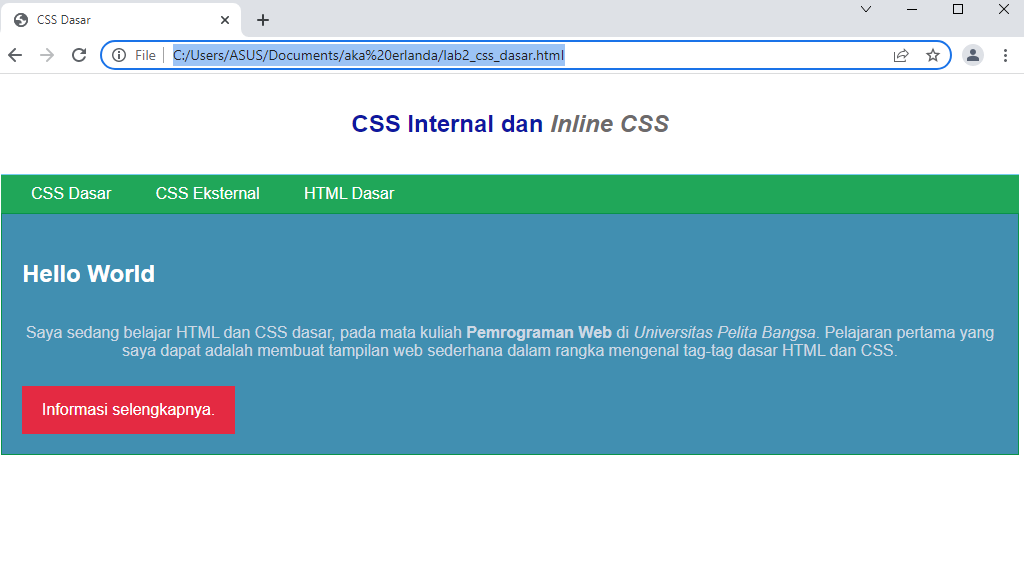 CSS Dasar
File
C:/Users/ASUS/Documents/aka%20erlanda/lab2_css_dasar.html
CSS Internal dan Inline CSS
CSS Dasar CSS Eksternal HTML Dasar
Hello World
Saya sedang belajar HTML dan CSS dasar, pada mata kuliah Pemrograman Web di Universitas Pelita Bangsa. Pelajaran pertama yang
saya dapat adalah membuat tampilan web sederhana dalam rangka mengenal tag-tag dasar HTML dan CSS.
Informasi selengkapnya.